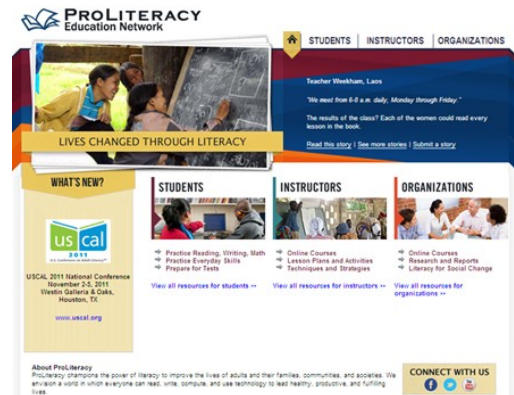 PROLITERACY
Education Network
STUDENTS
INSTRUCTORS
ORGANIZATIONS
Teacher Weekham, Laos
"We meet from 6-8 a.m. daily, Monday through Friday."
The results of the class? Each of the women could read every
lesson in the book.
Read this story | See more stories | Submit a story
LIVES CHANGED THROUGH LITERACY
WHAT'S NEW?
us cal
2011
U.S. Conference on Adult Literacy
USCAL 2011 National Conference
November 2-5, 2011
Westin Galleria & Oaks,
Houston, TX
www.uscal.org
STUDENTS
Practice Reading, Writing, Math
Practice Everyday Skills
Prepare for Tests
View all resources for students
INSTRUCTORS
Online Courses
Lesson Plans and Activities
Techniques and Strategies
View all resources for instructors
ORGANIZATIONS
Online Courses
Research and Reports
Literacy for Social Change
View all resources for
organizations
About ProLiteracy
ProLiteracy champions the power of literacy to improve the lives of adults and their families, communities, and societies. We
envision a world in which everyone can read, write, compute, and use technology to lead healthy, productive, and fulfilling
lives.
CONNECT WITH US